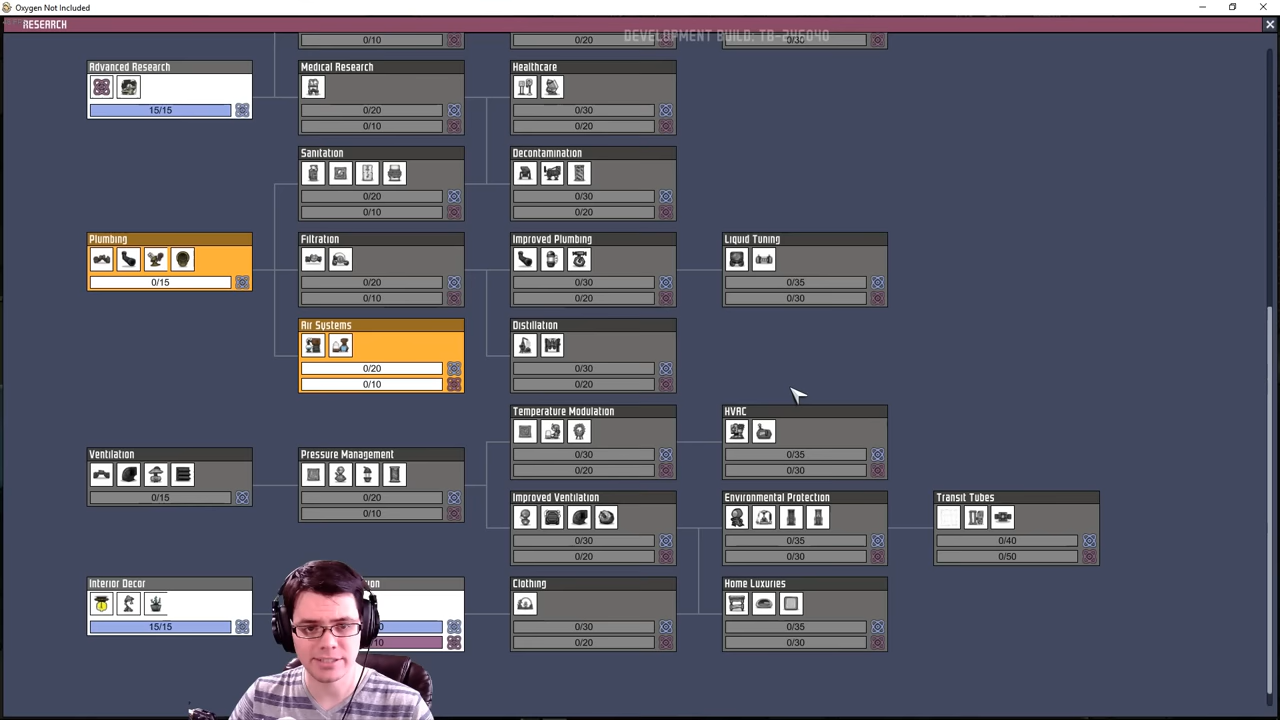 Oxygen Not Included
RESEARCH
DEVELOPMENT BUILD: TB-246040
0/10
0/20
0/30
Advanced Research
15/15
Medical Research
0/20
0/10
Healthcare
0/30
0/20
Sanitation
0/20
0/10
Decontamination
0/30
0/20
Plumbing
0/15
Filtration
0/20
0/10
Improved Plumbing
0/30
0/20
Liquid Tuning
0/35
0/30
Air Systems
0/20
0/10
Distillation
0/30
0/20
Temperature Modulation
0/30
0/20
HVAC
0/35
0/30
Ventilation
0/15
Pressure Management
0/20
0/10
Improved Ventilation
0/30
0/20
Environmental Protection
0/35
0/30
Transit Tubes
0/40
0/50
Interior Decor
15/15
Clothing
0/30
0/20
Home Luxuries
0/35
0/30